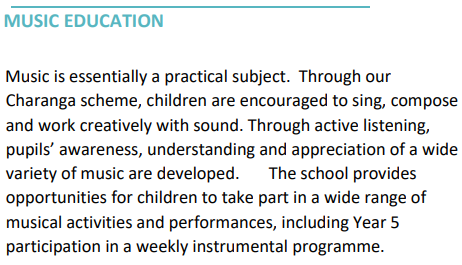 MUSIC EDUCATION
Music is essentially a practical subject.  Through our
Charanga scheme, children are encouraged to sing, compose
and work creatively with sound. Through active listening,
pupils’ awareness, understanding and appreciation of a wide
variety of music are developed.      The school provides
opportunities for children to take part in a wide range of
musical activities and performances, including Year 5
participation in a weekly instrumental programme.